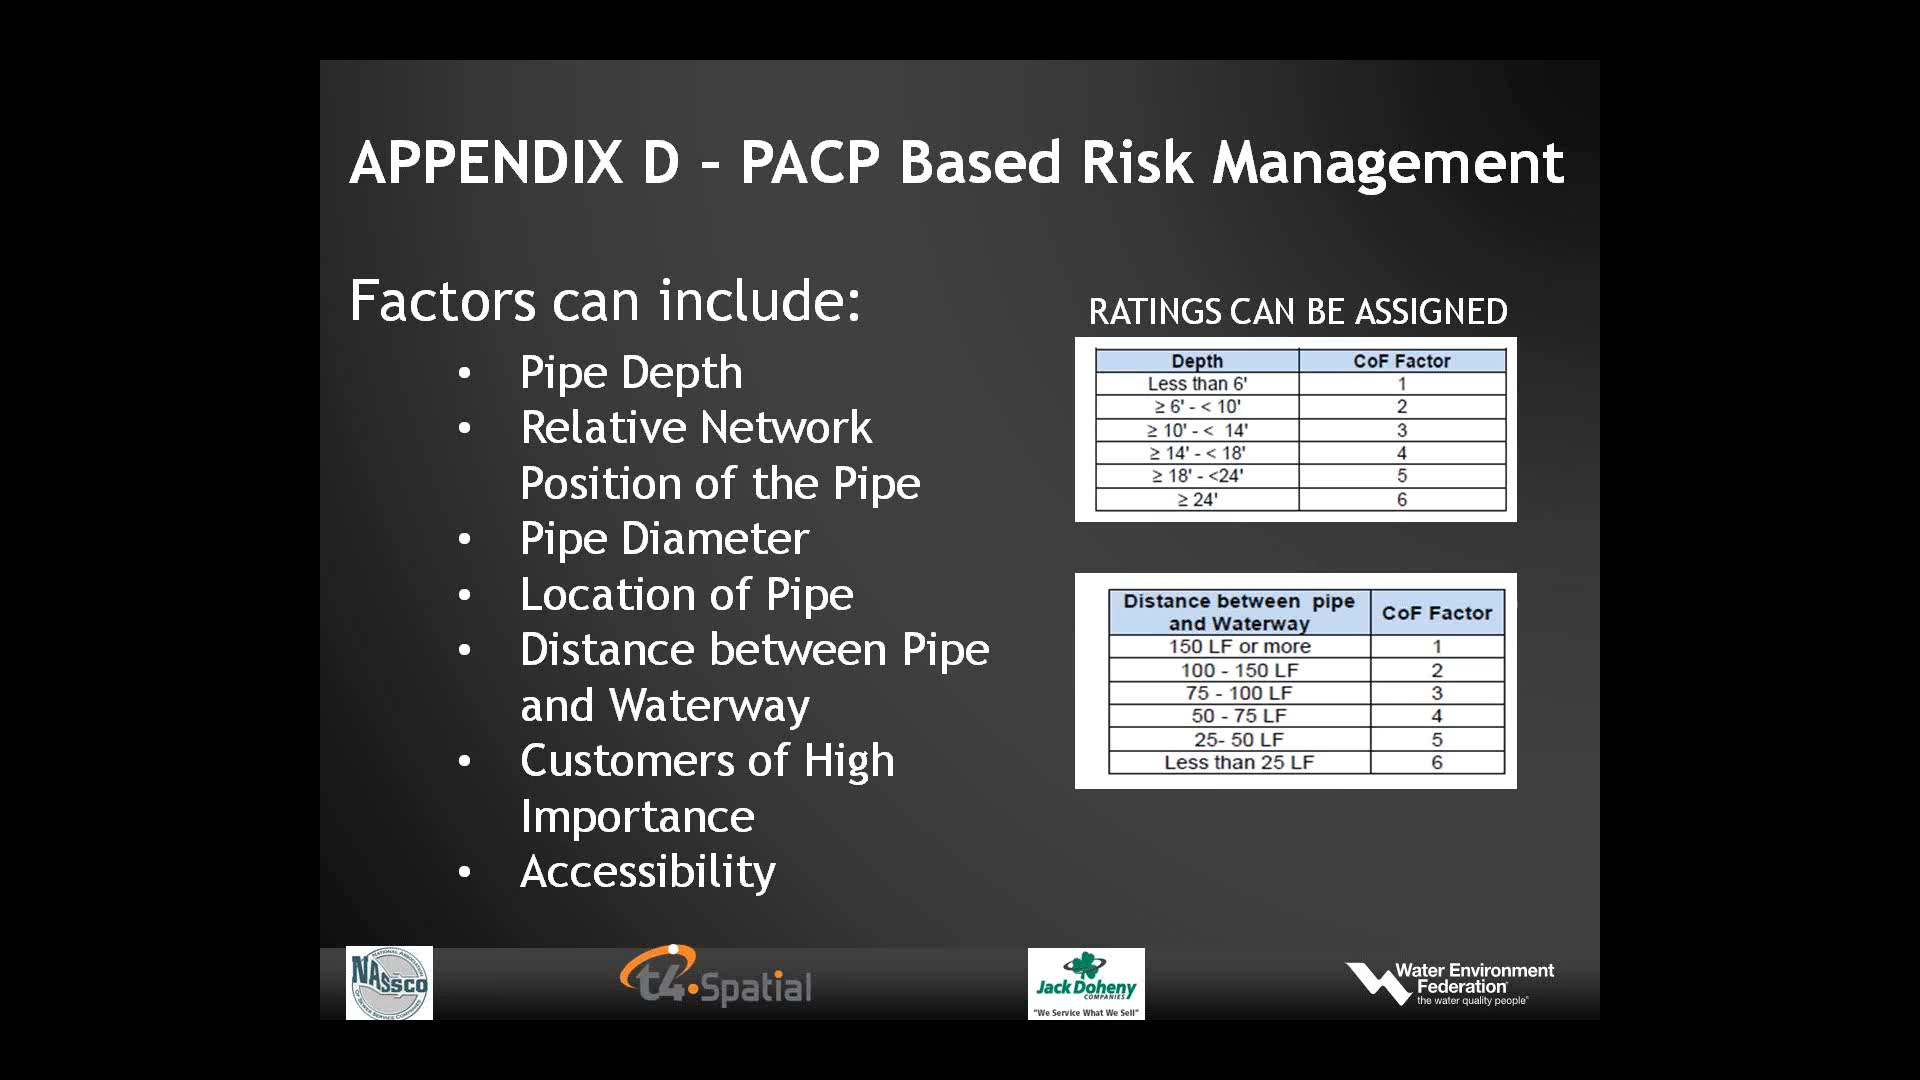 APPENDIX D – PACP Based Risk Management
Factors can include:
• Pipe Depth
• Relative Network
Position of the Pipe
• Pipe Diameter
• Location of Pipe
• Distance between Pipe
and Waterway
• Customers of High
Importance
• Accessibility
RATINGS CAN BE ASSIGNED
Depth CoF Factor
Less than 6' 1
≥ 6' - < 10' 2
≥ 10' - < 14' 3
≥ 14' - < 18' 4
≥ 18' - <24' 5
≥ 24' 6
Distance between pipe
and Waterway CoF Factor
150 LF or more 1
100 - 150 LF 2
75 - 100 LF 3
50 - 75 LF 4
25- 50 LF 5
Less than 25 LF 6
NASSCO
t4.Spatial
Jack Doheny
COMPANIES
"We Service What We Sell"
Water Environment
Federation
the water quality people®